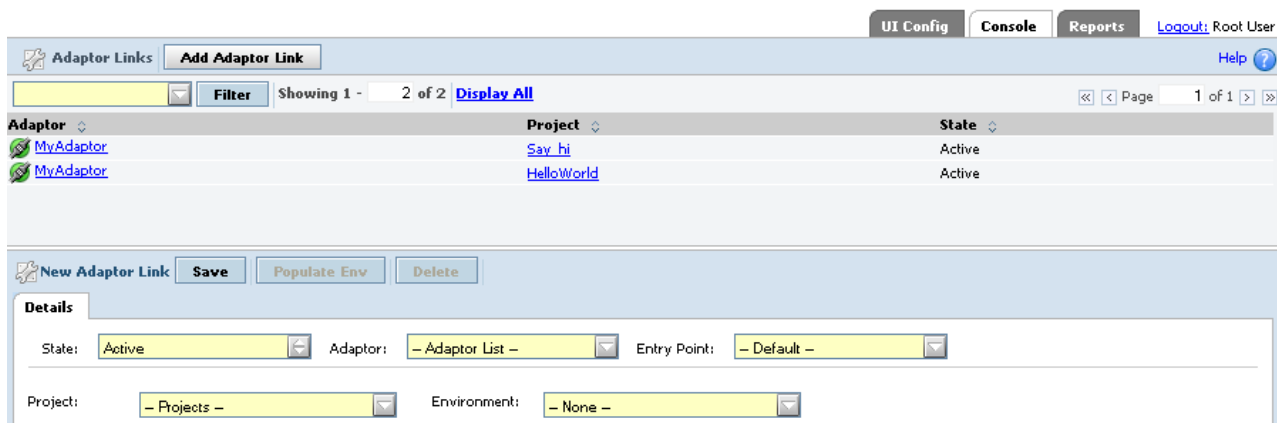 UI Config Console Reports Logout: Root User
Adaptor Links Add Adaptor Link Help ?
Filter Showing 1 - 2 of 2 Display All Page 1 of 1
Adaptor Project State
MyAdaptor Say hi Active
MyAdaptor HelloWorld Active
New Adaptor Link Save Populate Env Delete
Details
State: Active Adaptor: – Adaptor List – Entry Point: – Default –
Project: – Projects – Environment: – None –